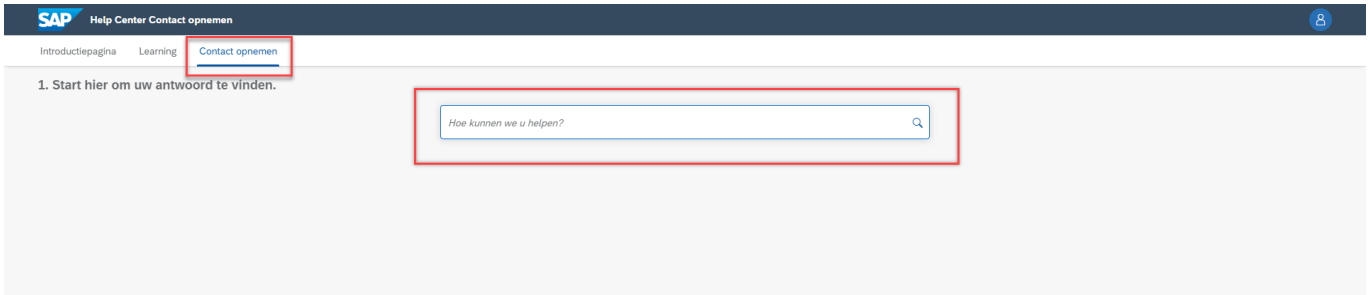 SAP Help Center Contact opnemen
Introductiepagina Learning Contact opnemen
1. Start hier om uw antwoord te vinden.
Hoe kunnen we u helpen?